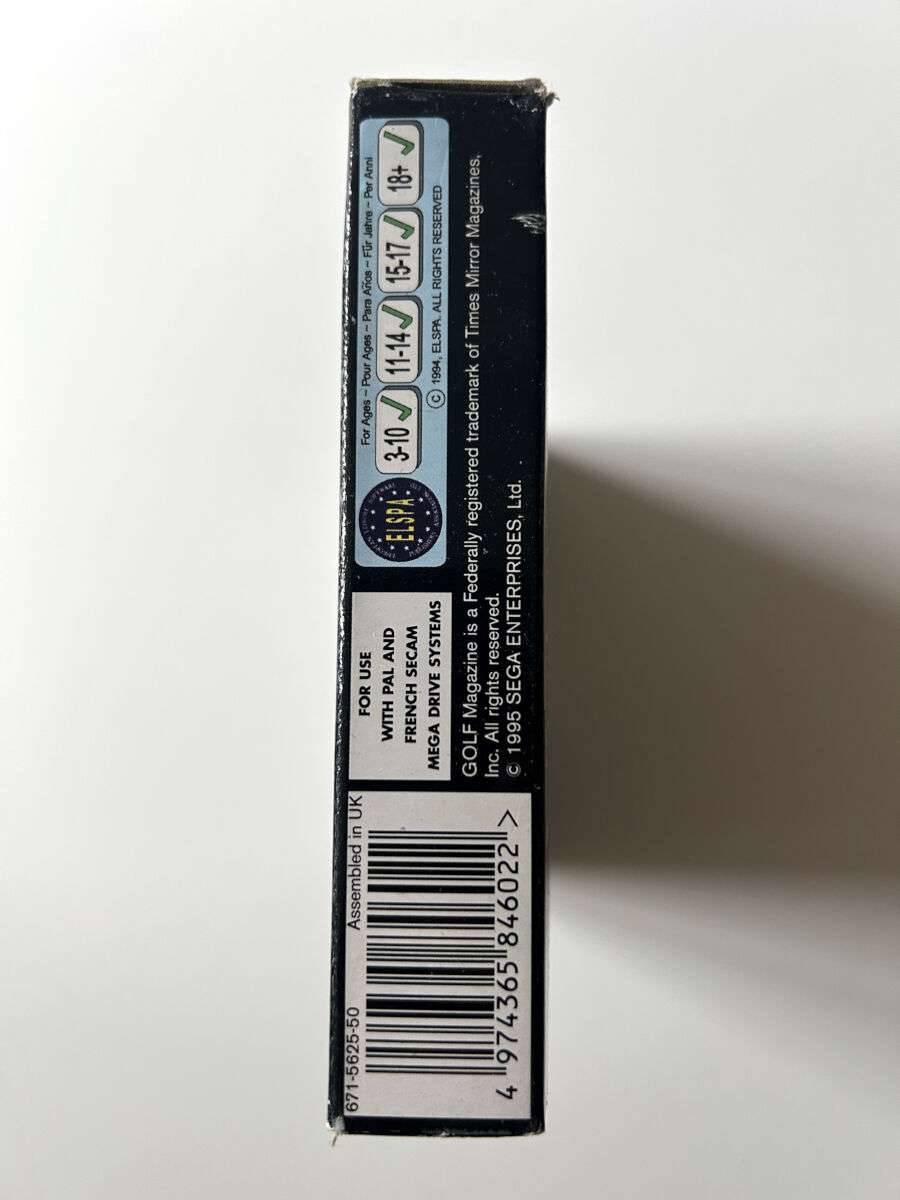 671-5625-50
Assembled in UK
4 974365 846022 >
FOR USE
WITH PAL AND
FRENCH SECAM
MEGA DRIVE SYSTEMS
ELSPA
For Ages ~ Pour Ages ~ Para Años ~ Für Jahre ~ Per Anni
3-10 11-14 15-17 18+
© 1994, ELSPA. ALL RIGHTS RESERVED
GOLF Magazine is a Federally registered trademark of Times Mirror Magazines,
Inc. All rights reserved.
© 1995 SEGA ENTERPRISES, Ltd.